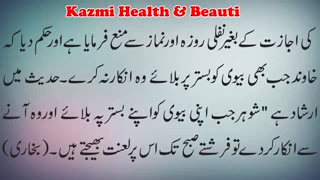 Kazmi Health & Beauti
کی اجازت کے بغیر نفلی روزہ اور نماز سے منع فرمایا ہے اور حکم دیا کہ
خاوند جب بھی بیوی کو بستر پر بلائے وہ انکار نہ کرے۔ حدیث میں
ارشاد ہے "شوہر جب اپنی بیوی کو اپنے بستر پہ بلائے اور وہ آنے
سے انکار کر دے تو فرشتے صبح تک اس پر لعنت بھیجتے ہیں۔ (بخاری)